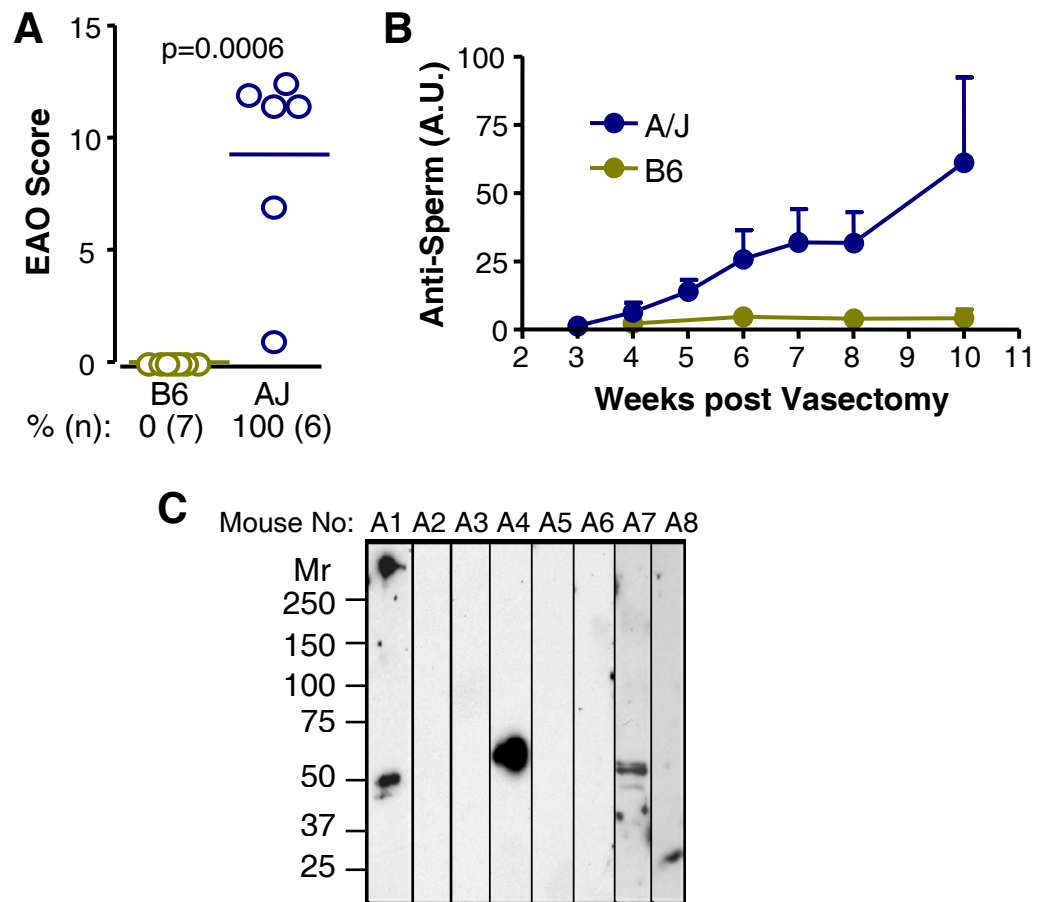 A
EAO Score
15
10
5
0
p=0.0006
B6 AJ
% (n): 0 (7) 100 (6)
B
Anti-Sperm (A.U.)
100
75
50
25
0
A/J
B6
2 3 4 5 6 7 8 9 10 11
Weeks post Vasectomy
C
Mouse No: A1 A2 A3 A4 A5 A6 A7 A8
Mr
250
150
100
75
50
37
25